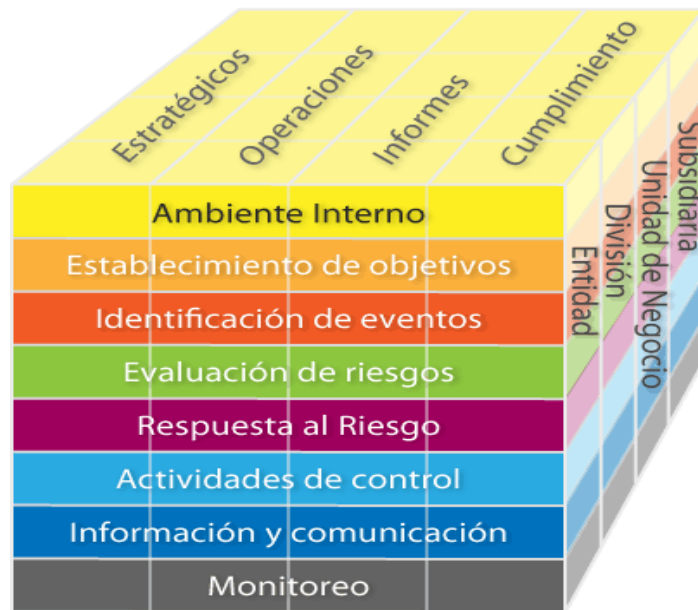 Estratégicos
Operaciones
Informes
Cumplimiento
Ambiente Interno
Establecimiento de objetivos
Identificación de eventos
Evaluación de riesgos
Respuesta al Riesgo
Actividades de control
Información y comunicación
Monitoreo
Entidad
División
Unidad de Negocio
Subsidiaria